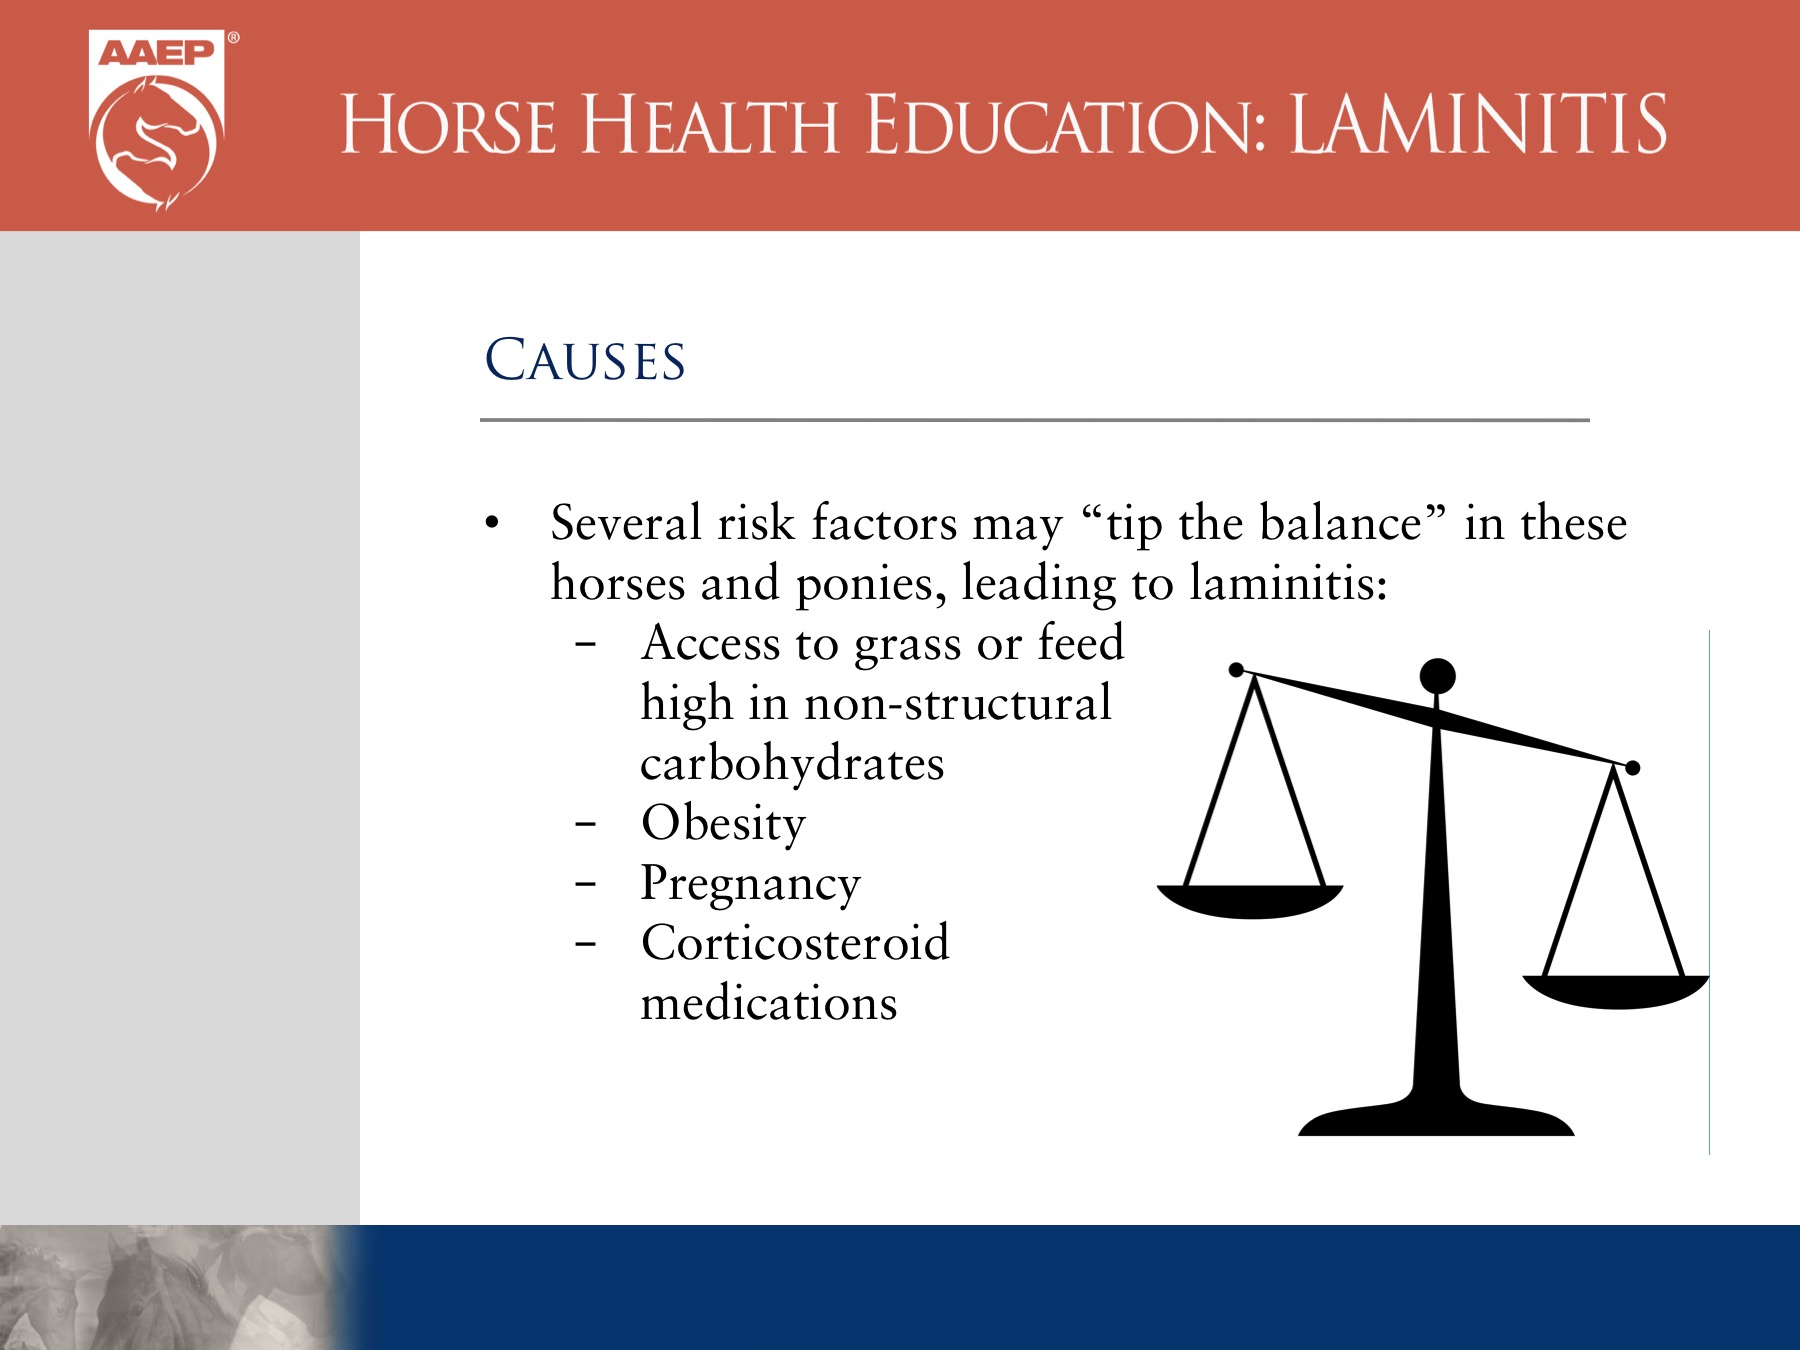 AAEP®
HORSE HEALTH EDUCATION: LAMINITIS
CAUSES
• Several risk factors may “tip the balance” in these
horses and ponies, leading to laminitis:
– Access to grass or feed
high in non-structural
carbohydrates
– Obesity
– Pregnancy
– Corticosteroid
medications